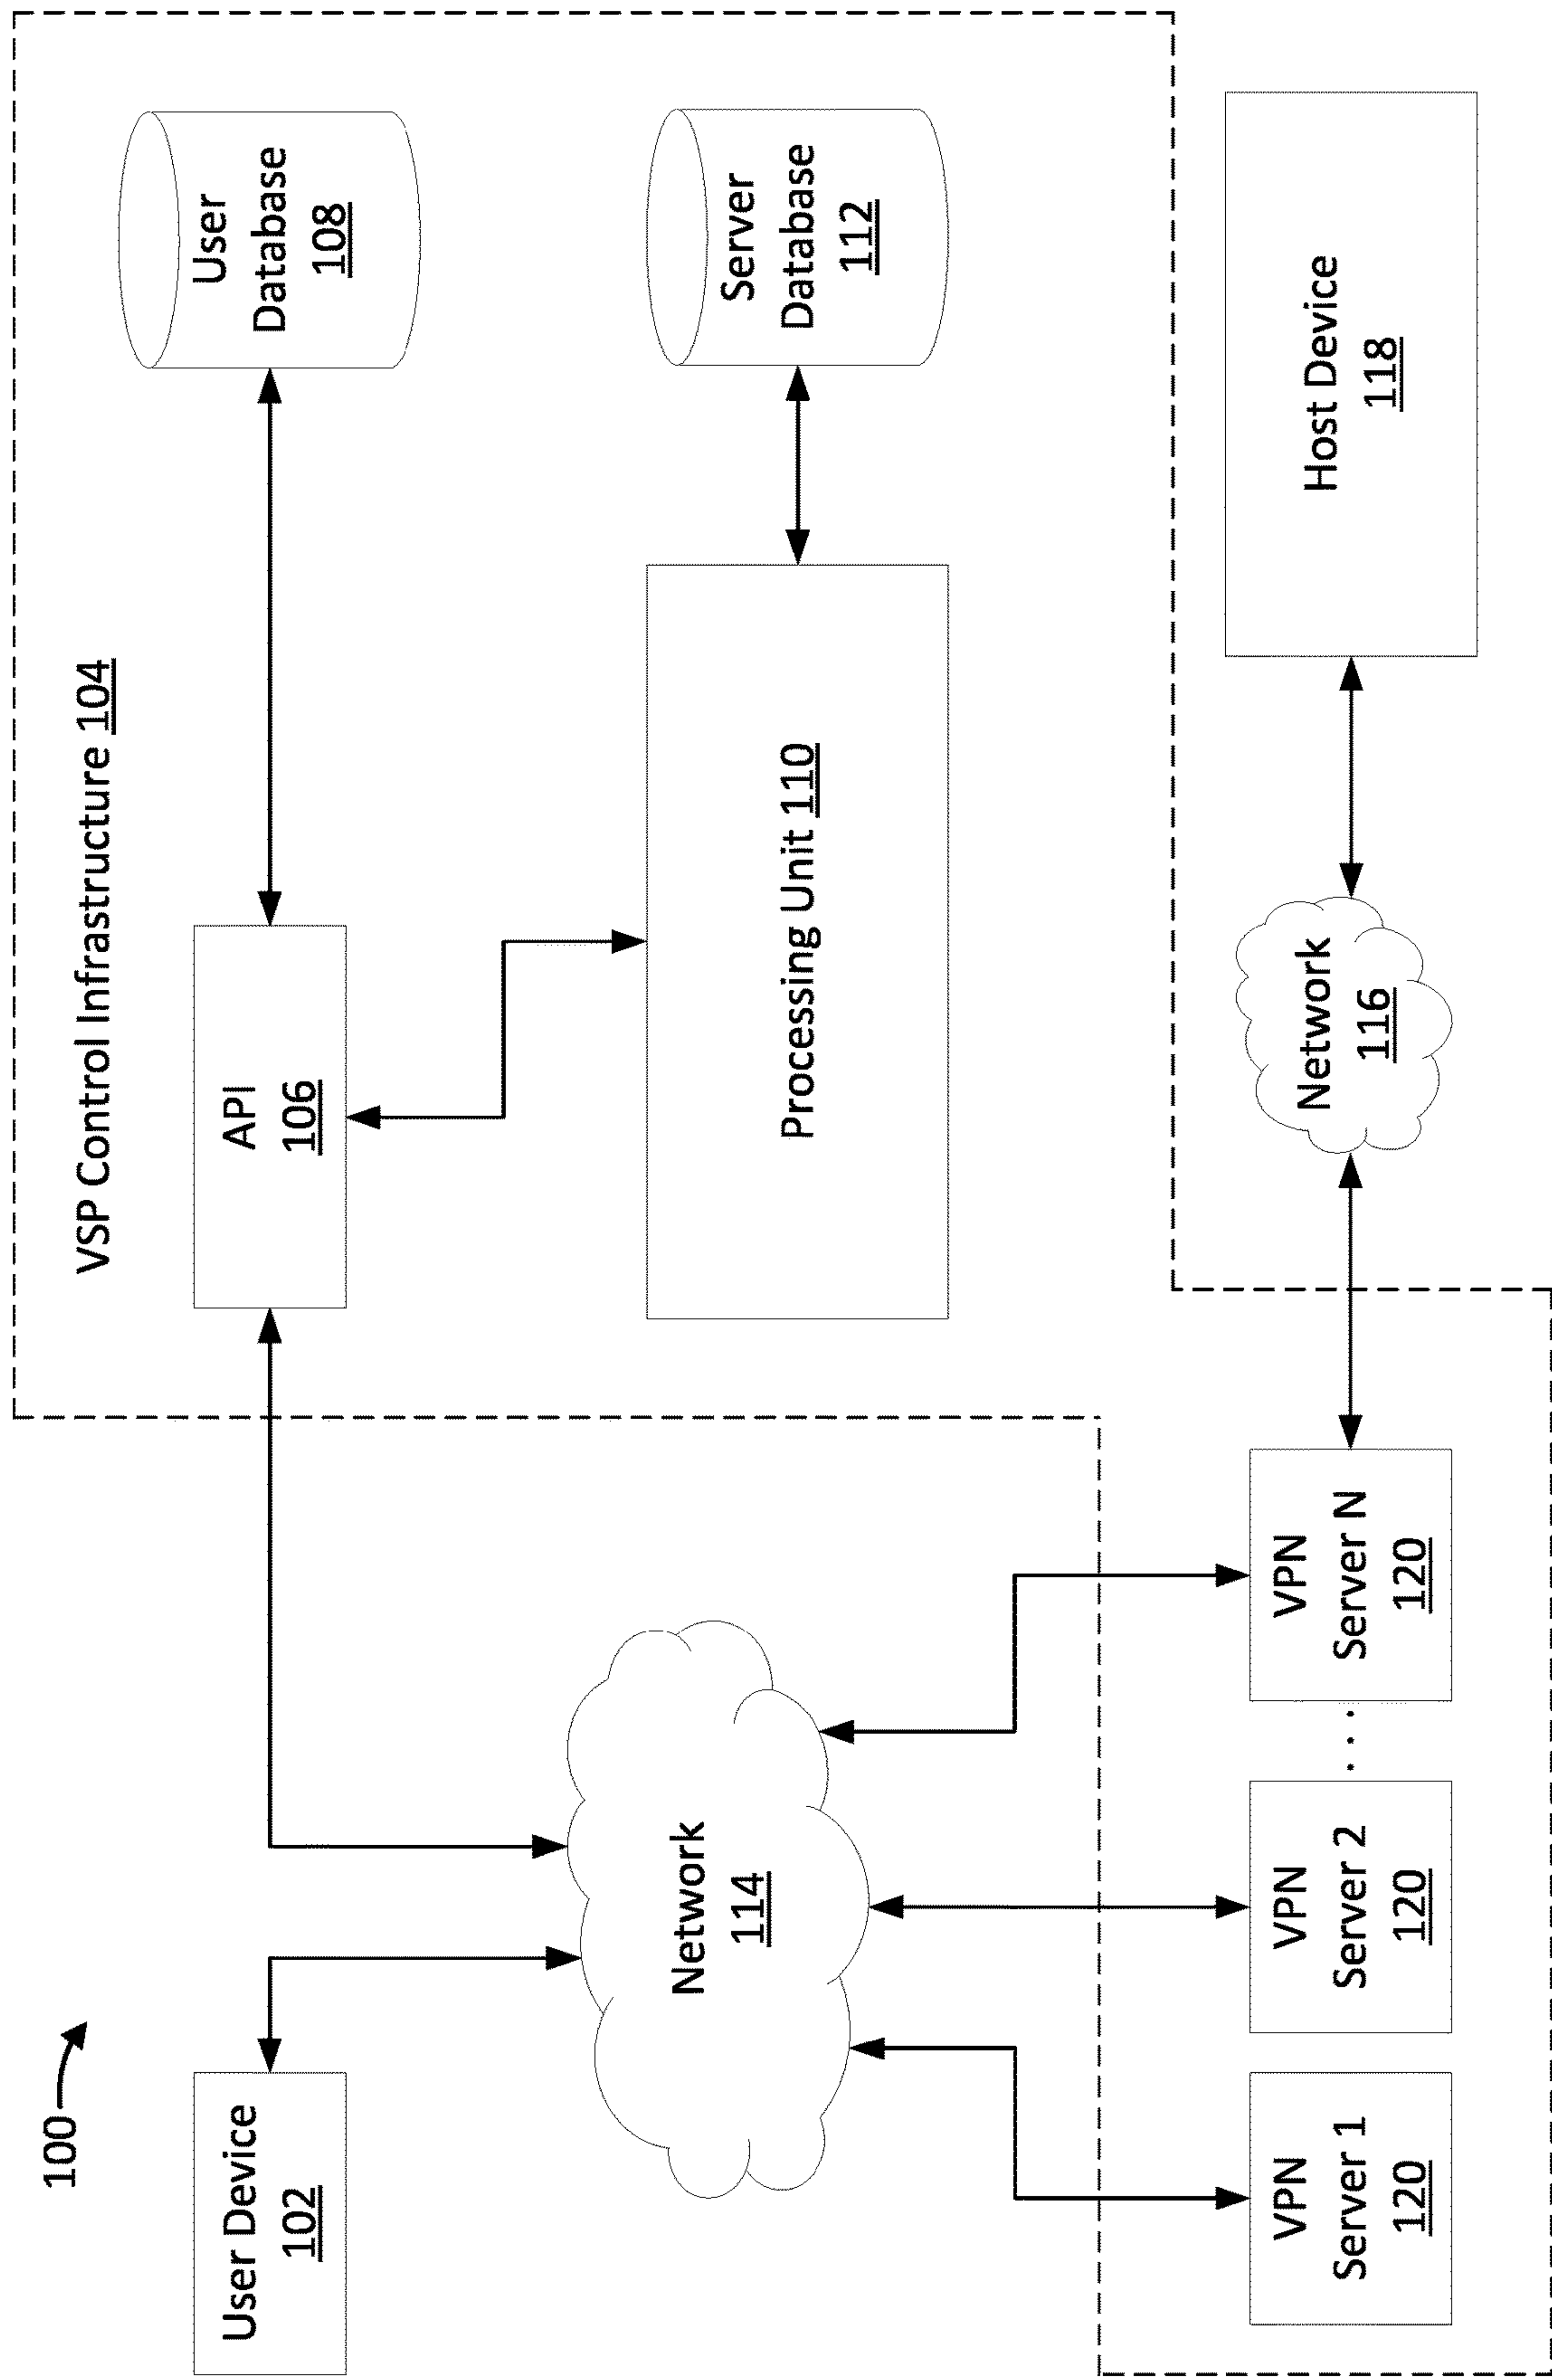 100
User Device
102
VSP Control Infrastructure 104
API
106
User
Database
108
Network
114
Processing Unit 110
Server
Database
112
VPN
Server 1
120
VPN
Server 2
120
. . .
VPN
Server N
120
Network
116
Host Device
118